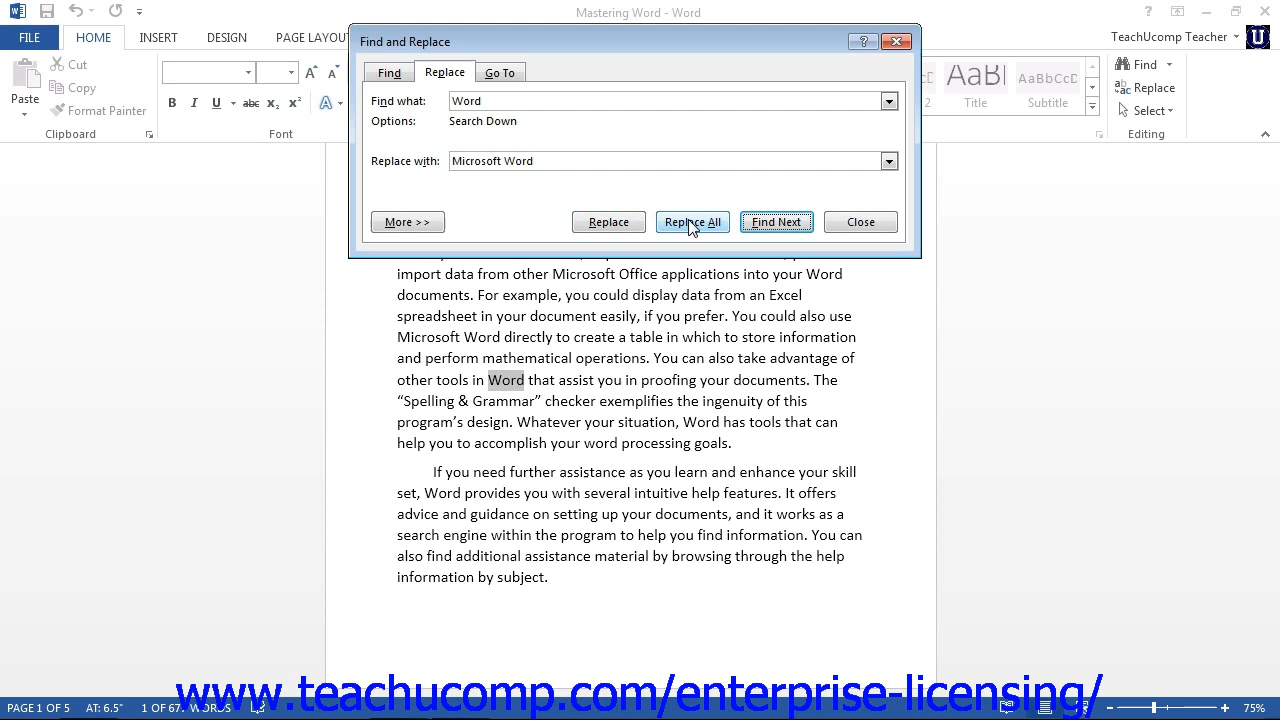 Mastering Word - Word
FILE HOME INSERT DESIGN PAGE LAYOU TeachUcomp Teacher
Find and Replace
Find Replace Go To
Find what: Word
Options: Search Down
Replace with: Microsoft Word
More >> Replace Replace All Find Next Close
Paste Cut
Copy
Format Painter
Clipboard
B I U abc X₂ X² A
Font
2 AaB Title AaBbCcD Subtitle
Find
Replace
Select
Editing
import data from other Microsoft Office applications into your Word
documents. For example, you could display data from an Excel
spreadsheet in your document easily, if you prefer. You could also use
Microsoft Word directly to create a table in which to store information
and perform mathematical operations. You can also take advantage of
other tools in Word that assist you in proofing your documents. The
“Spelling & Grammar” checker exemplifies the ingenuity of this
program’s design. Whatever your situation, Word has tools that can
help you to accomplish your word processing goals.
If you need further assistance as you learn and enhance your skill
set, Word provides you with several intuitive help features. It offers
advice and guidance on setting up your documents, and it works as a
search engine within the program to help you find information. You can
also find additional assistance material by browsing through the help
information by subject.
www.teachucomp.com/enterprise-licensing/
PAGE 1 OF 5 AT: 6.5" 1 OF 67 WORDS 75%